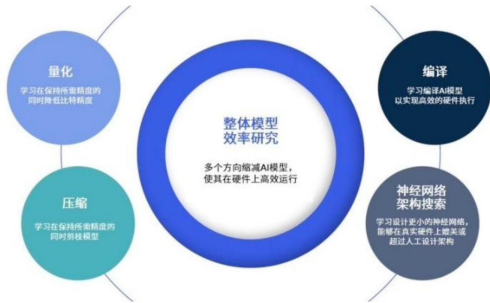 量化
学习在保持所需精度的
同时降低比特精度
压缩
学习在保持所需精度的
同时剪枝模型
整体模型
效率研究
多个方向缩减AI模型，
使其在硬件上高效运行
编译
学习编译AI模型
以实现高效的硬件执行
神经网络
架构搜索
学习设计更小的神经网络，
能够在真实硬件上媲美或
超过人工设计架构